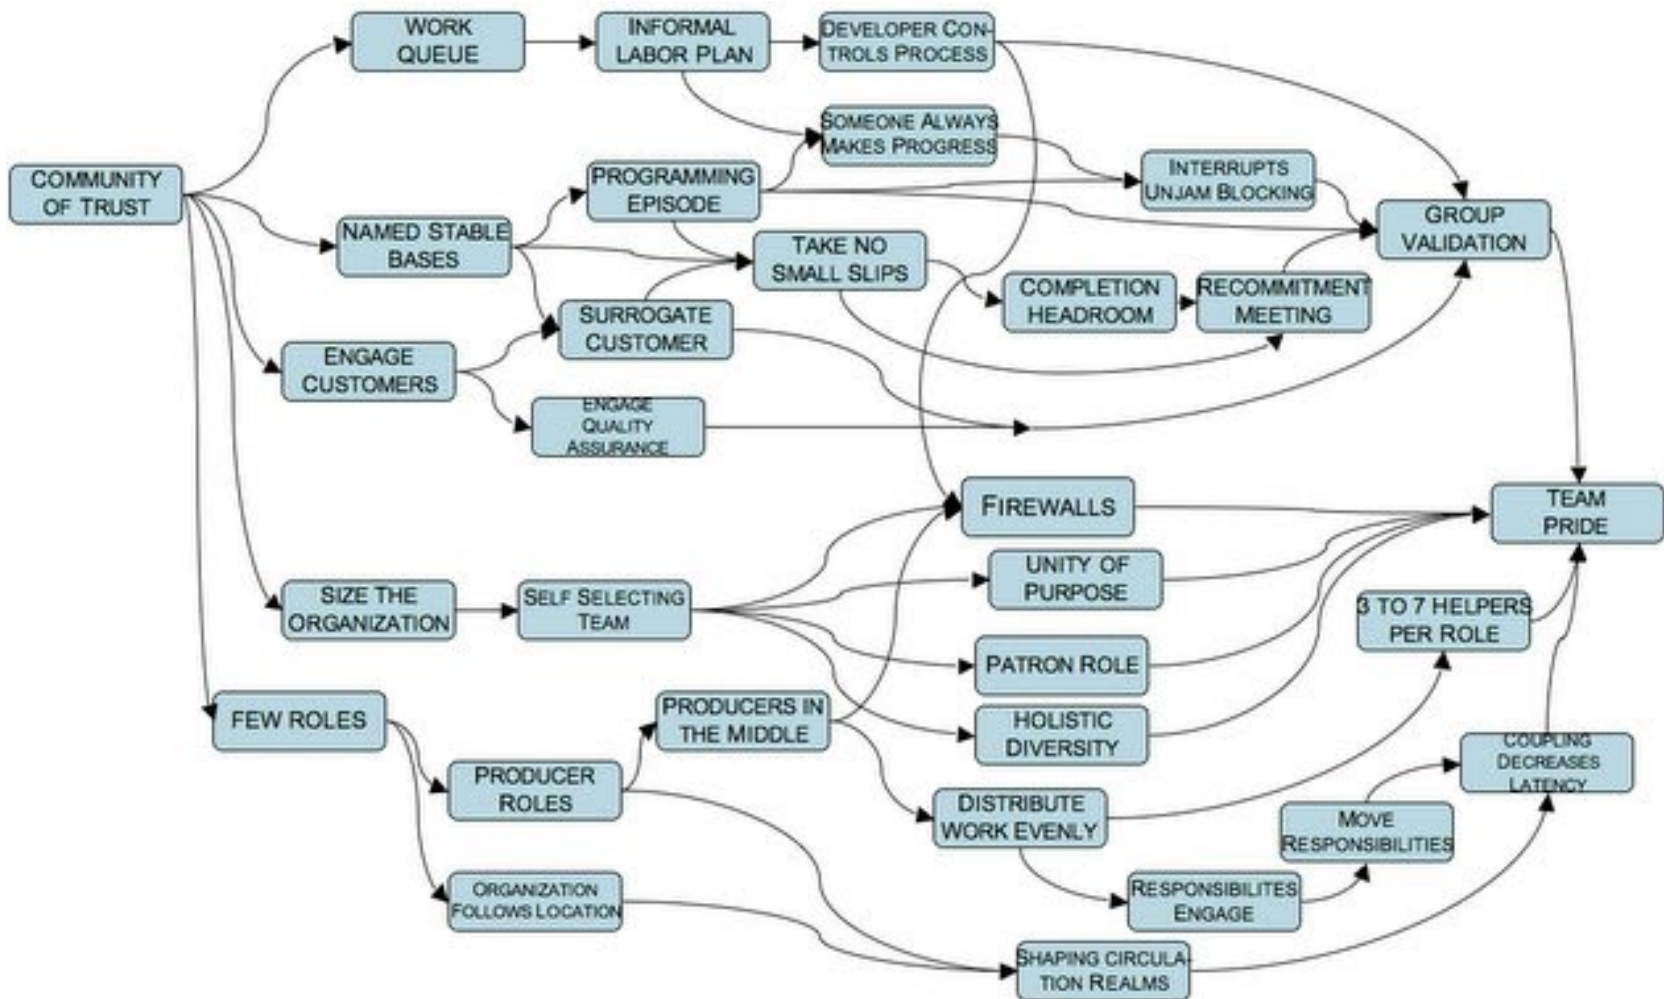 WORK
QUEUE
INFORMAL
LABOR PLAN
DEVELOPER CON-
TROLS PROCESS
SOMEONE ALWAYS
MAKES PROGRESS
COMMUNITY
OF TRUST
PROGRAMMING
EPISODE
INTERRUPTS
UNJAM BLOCKING
NAMED STABLE
BASES
TAKE NO
SMALL SLIPS
GROUP
VALIDATION
COMPLETION
HEADROOM
RECOMMITMENT
MEETING
SURROGATE
CUSTOMER
ENGAGE
CUSTOMERS
ENGAGE
QUALITY
ASSURANCE
FIREWALLS
TEAM
PRIDE
UNITY OF
PURPOSE
SIZE THE
ORGANIZATION
SELF SELECTING
TEAM
3 TO 7 HELPERS
PER ROLE
PATRON ROLE
FEW ROLES
PRODUCERS IN
THE MIDDLE
HOLISTIC
DIVERSITY
COUPLING
DECREASES
LATENCY
PRODUCER
ROLES
DISTRIBUTE
WORK EVENLY
MOVE
RESPONSIBILITIES
ORGANIZATION
FOLLOWS LOCATION
RESPONSIBILITES
ENGAGE
SHAPING CIRCULA-
TION REALMS